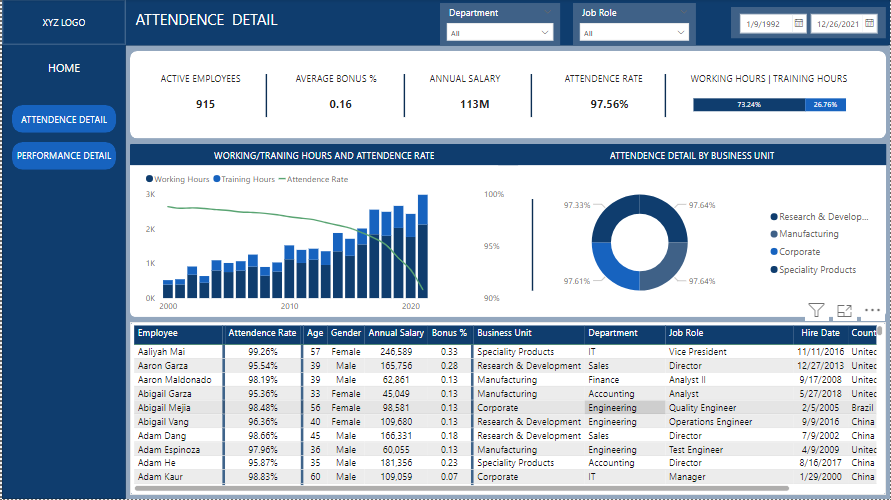 XYZ LOGO
ATTENDENCE DETAIL
Department
All
Job Role
All
1/9/1992
12/26/2021
HOME
ATTENDENCE DETAIL
PERFORMANCE DETAIL
ACTIVE EMPLOYEES
915
AVERAGE BONUS %
0.16
ANNUAL SALARY
113M
ATTENDENCE RATE
97.56%
WORKING HOURS | TRAINING HOURS
73.24% 26.76%
WORKING/TRANING HOURS AND ATTENDENCE RATE
Working Hours Training Hours Attendence Rate
3K
2K
1K
0K
100%
95%
90%
2000 2010 2020
ATTENDENCE DETAIL BY BUSINESS UNIT
97.33% 97.64%
97.61% 97.64%
Research & Develop...
Manufacturing
Corporate
Speciality Products
Employee Attendence Rate Age Gender Annual Salary Bonus % Business Unit Department Job Role Hire Date Count
Aaliyah Mai 99.26% 57 Female 246,589 0.33 Speciality Products IT Vice President 11/11/2016 United
Aaron Garza 95.54% 39 Male 165,756 0.28 Research & Development Sales Director 12/27/2013 United
Aaron Maldonado 98.19% 39 Male 62,861 0.13 Manufacturing Finance Analyst II 9/17/2008 United
Abigail Garza 95.36% 33 Female 45,049 0.13 Manufacturing Accounting Analyst 5/27/2018 United
Abigail Mejia 98.48% 56 Female 98,581 0.13 Corporate Engineering Quality Engineer 2/5/2005 Brazil
Abigail Vang 96.36% 40 Female 109,680 0.13 Research & Development Engineering Operations Engineer 9/9/2016 China
Adam Dang 98.66% 45 Male 166,331 0.18 Research & Development Sales Director 7/9/2002 China
Adam Espinoza 97.96% 36 Male 60,055 0.13 Manufacturing Engineering Test Engineer 4/9/2009 United
Adam He 95.87% 35 Male 181,356 0.23 Speciality Products Accounting Director 8/16/2017 China
Adam Kaur 98.83% 60 Male 109,059 0.07 Corporate IT Manager 1/29/2000 China